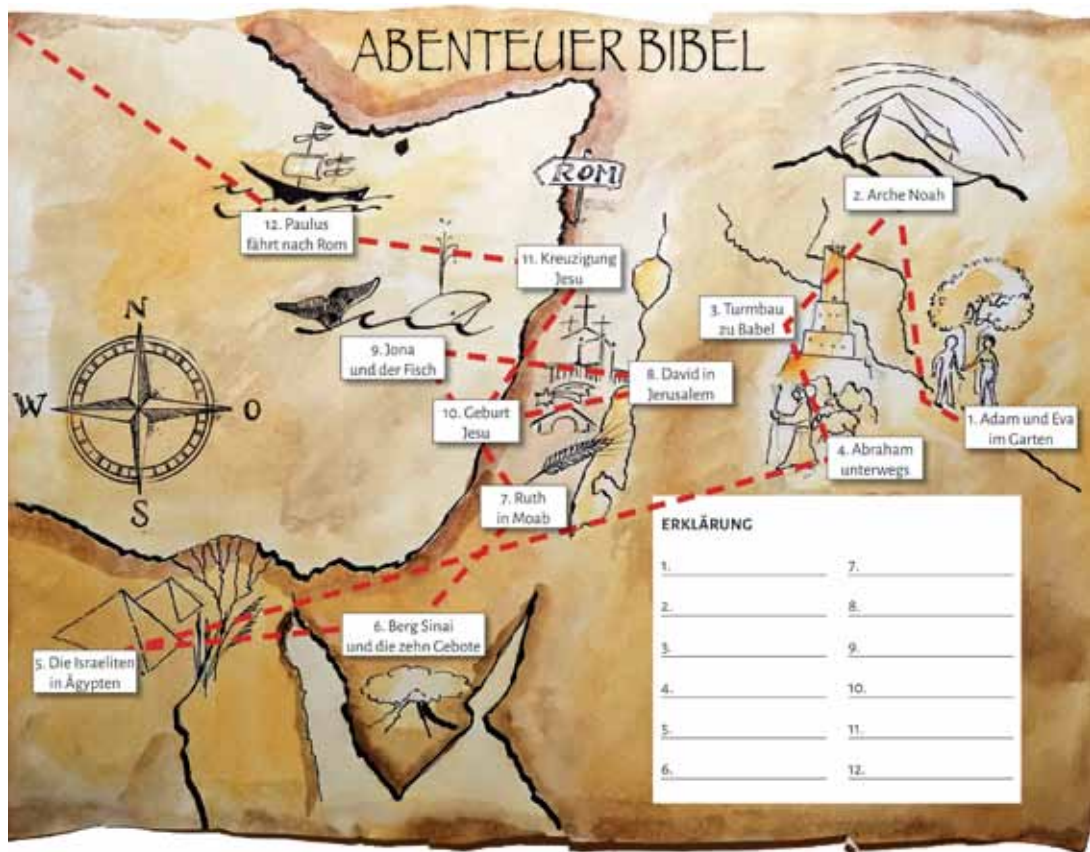 ABENTEUER BIBEL
ROM
2. Arche Noah
12. Paulus
fährt nach Rom
11. Kreuzigung
Jesu
3. Turmbau
zu Babel
N
9. Jona
und der Fisch
8. David in
Jerusalem
W
O
10. Geburt
Jesu
1. Adam und Eva
im Garten
4. Abraham
unterwegs
S
7. Ruth
in Moab
6. Berg Sinai
und die zehn Gebote
5. Die Israeliten
in Ägypten
ERKLÄRUNG
1.
2.
3.
4.
5.
6.
7.
8.
9.
10.
11.
12.